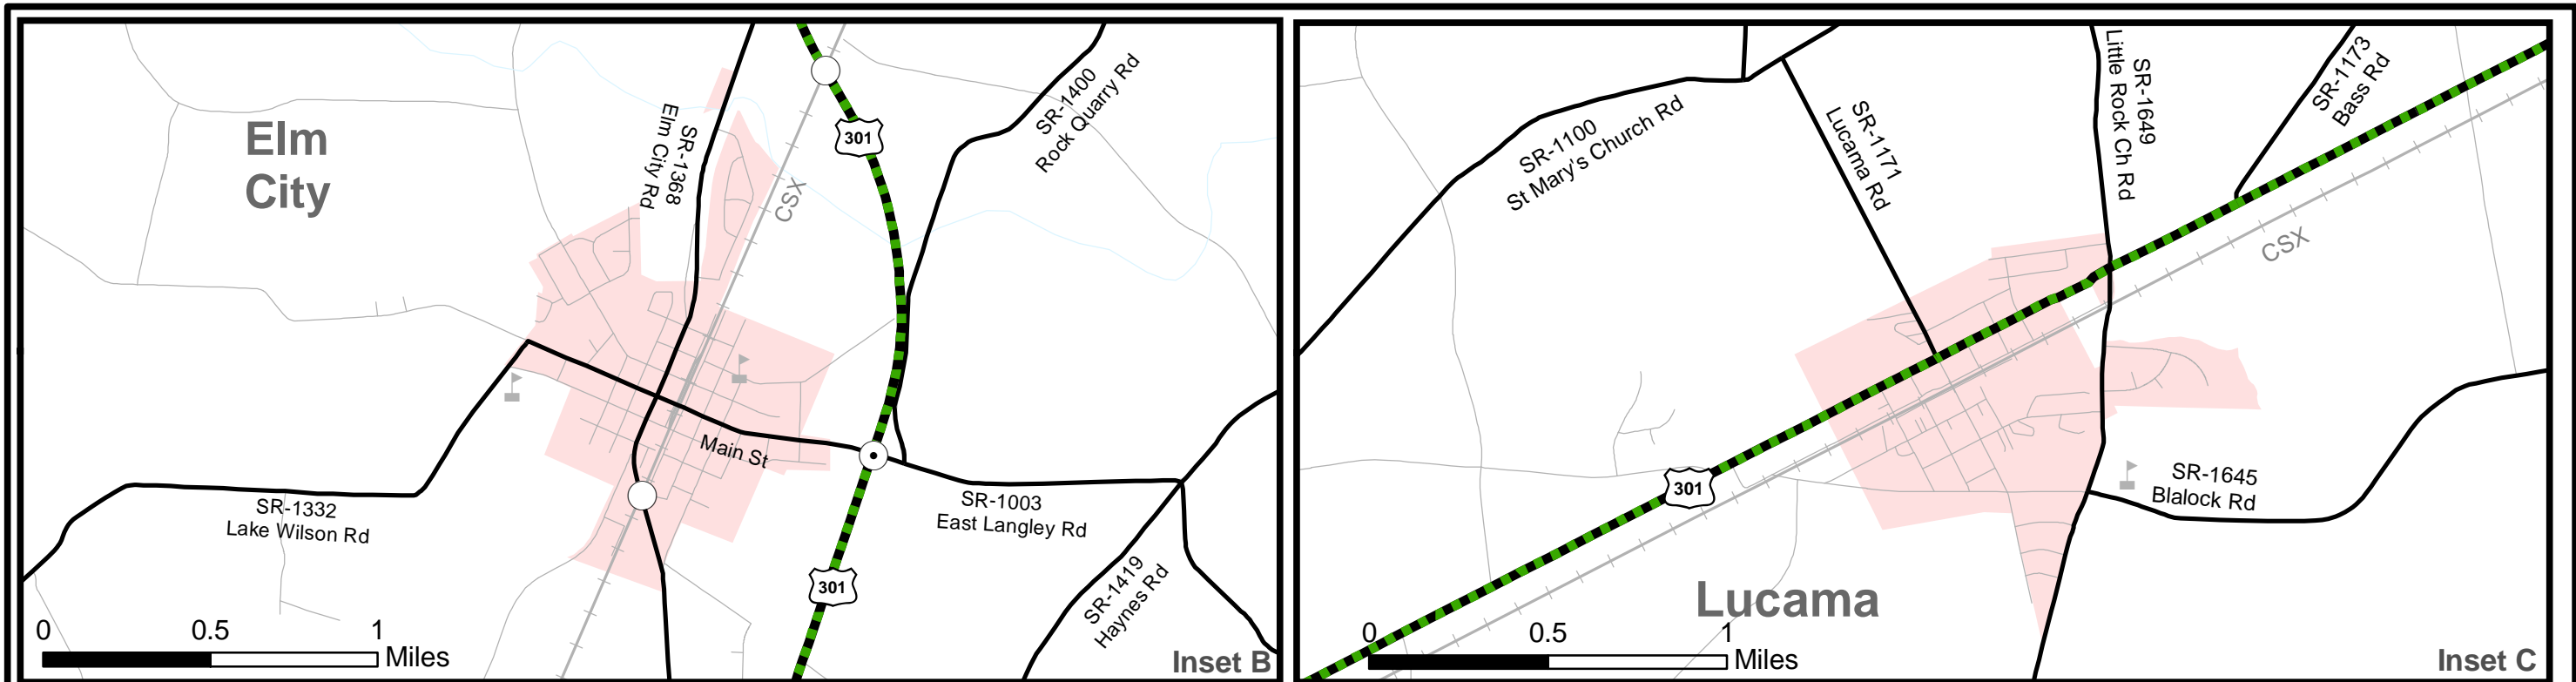 Elm
City
SR-1368
Elm City Rd
CSX
301
SR-1400
Rock Quarry Rd
Main St
SR-1332
Lake Wilson Rd
SR-1003
East Langley Rd
301
SR-1419
Haynes Rd
0 0.5 1
Miles
Inset B
SR-1100
St Mary's Church Rd
SR-1171
Lucama Rd
SR-1649
Little Rock Ch Rd
SR-1173
Bass Rd
CSX
301
SR-1645
Blalock Rd
Lucama
0 0.5 1
Miles
Inset C